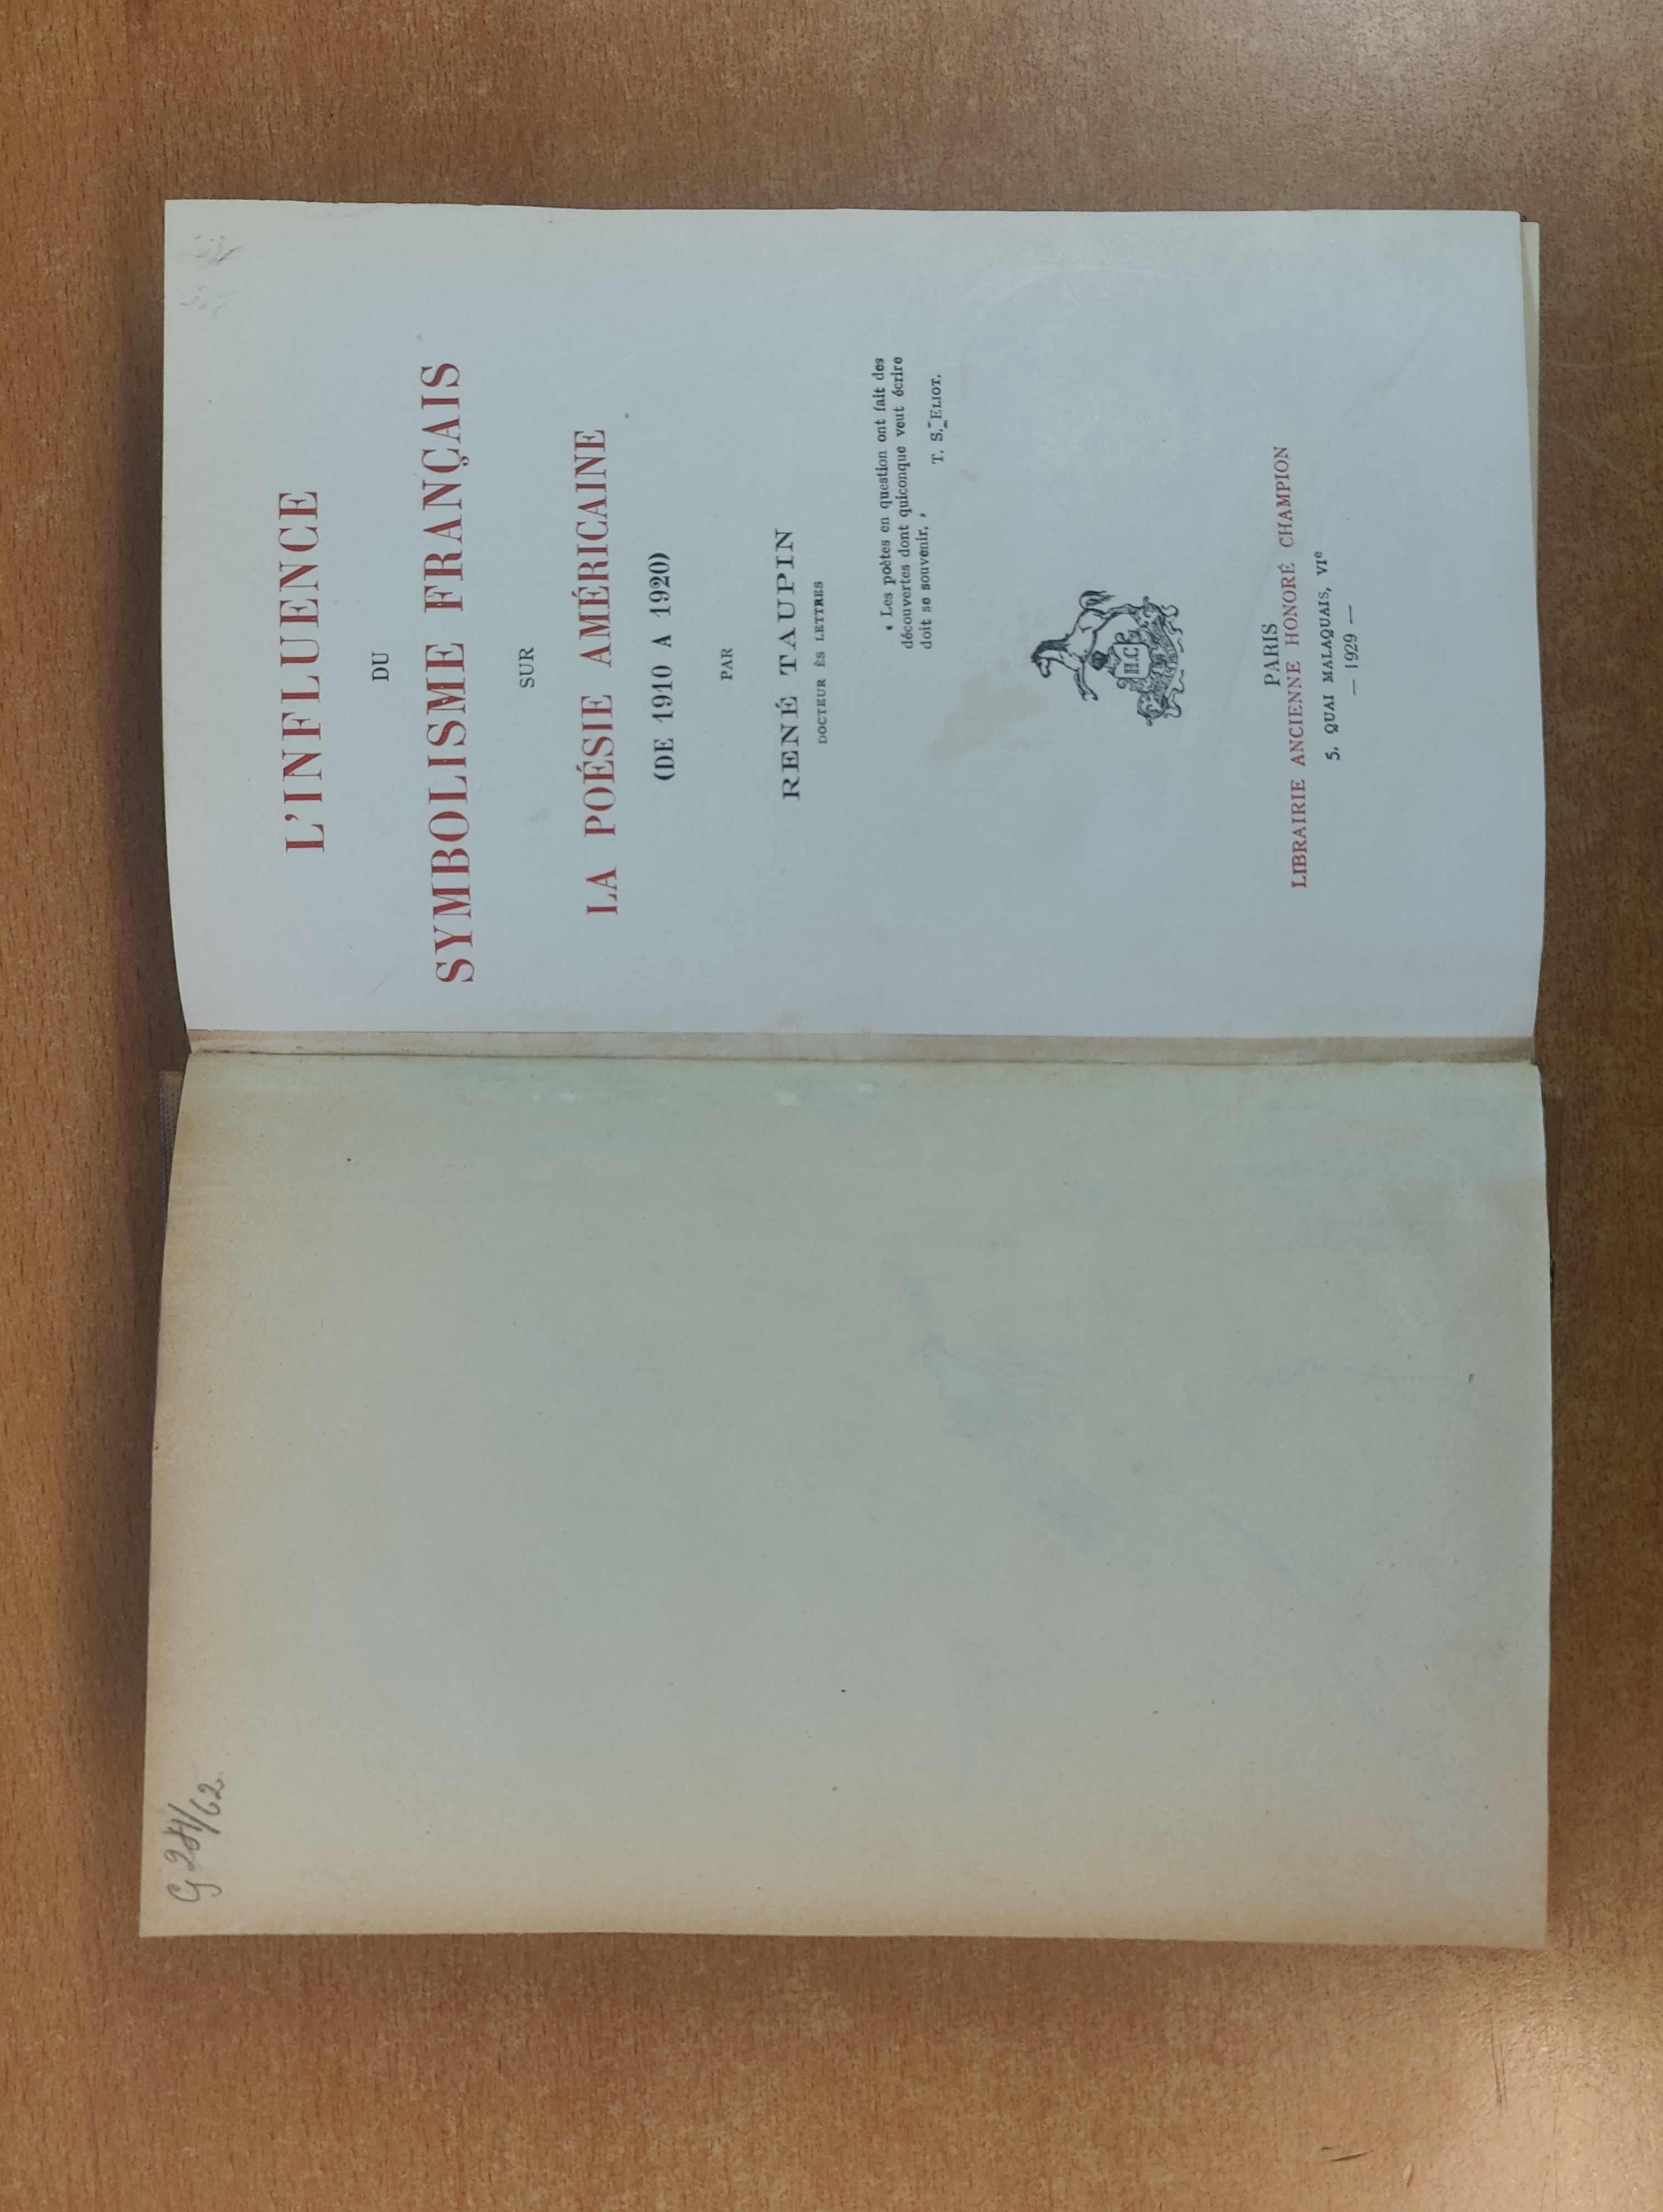 G 284/62
L'INFLUENCE
DU
SYMBOLISME FRANÇAIS
SUR
LA POÉSIE AMÉRICAINE
(DE 1910 A 1920)
PAR
RENÉ TAUPIN
DOCTEUR ÈS LETTRES
« Les poètes en question ont fait des
découvertes dont quiconque veut écrire
doit se souvenir. »
T. S. ELIOT.
H.C
PARIS
LIBRAIRIE ANCIENNE HONORÉ CHAMPION
5, QUAI MALAQUAIS, VIe
— 1929 —